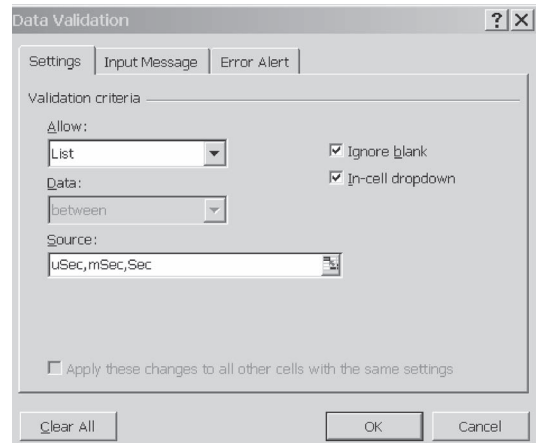 Data Validation
Settings
Input Message
Error Alert
Validation criteria
Allow:
List
Ignore blank
In-cell dropdown
Data:
between
Source:
uSec,mSec,Sec
Apply these changes to all other cells with the same settings
Clear All
OK
Cancel